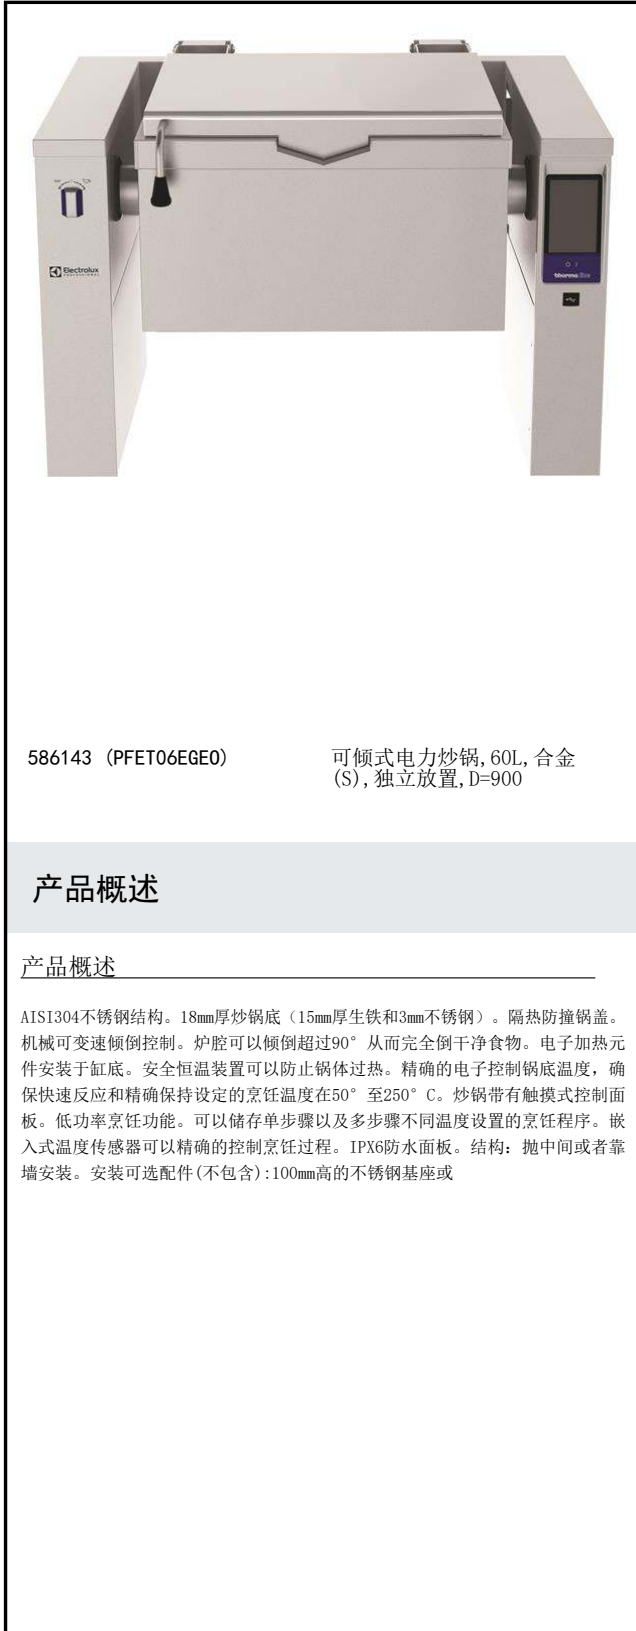 Electrolux
PROFESSIONAL
thermaline
586143 (PFET06EGEO)
可倾式电力炒锅,60L,合金
(S),独立放置,D=900
产品概述
产品概述
AISI304不锈钢结构。18mm厚炒锅底（15mm厚生铁和3mm不锈钢）。隔热防撞锅盖。
机械可变速倾倒控制。炉腔可以倾倒超过90°从而完全倒干净食物。电子加热元
件安装于缸底。安全恒温装置可以防止锅体过热。精确的电子控制锅底温度，确
保快速反应和精确保持设定的烹饪温度在50°至250°C。炒锅带有触摸式控制面
板。低功率烹饪功能。可以储存单步骤以及多步骤不同温度设置的烹饪程序。嵌
入式温度传感器可以精确的控制烹饪过程。IPX6防水面板。结构：抛中间或者靠
墙安装。安装可选配件(不包含):100mm高的不锈钢基座或